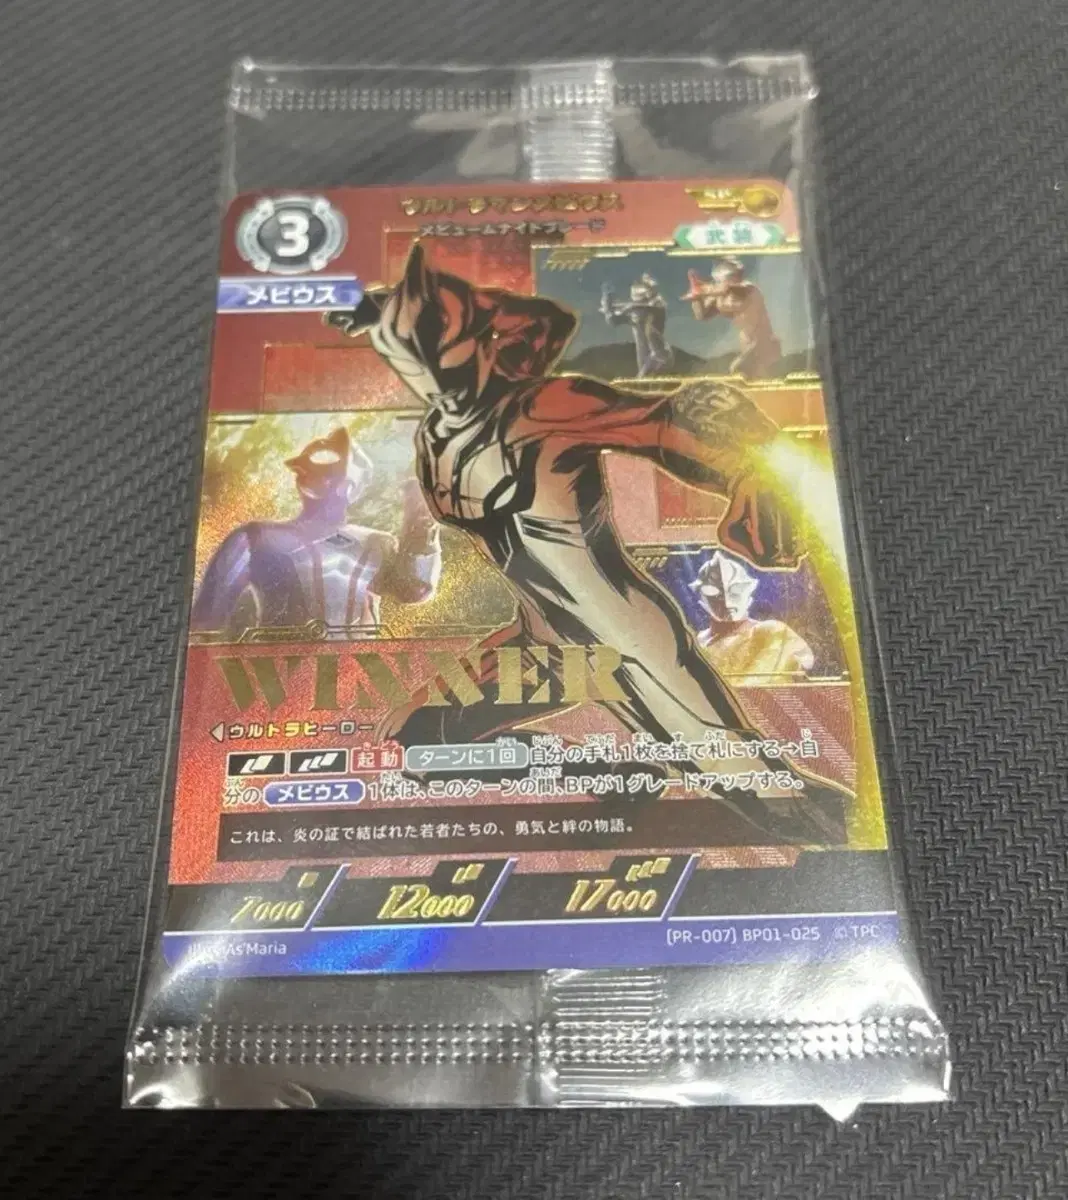 3
ウルトラマンメビウス
メビュームナイトブレード
武装
メビウス
WINNER
ウルトラヒーロー
起動 ターンに1回 自分の手札1枚を捨て札にする→自
分の メビウス 1体は、このターンの間、BPが1グレードアップする。
これは、炎の証で結ばれた若者たちの、勇気と絆の物語。
7000 12000 17000
Illus. As'Maria
[PR-007] BP01-025 © TPC